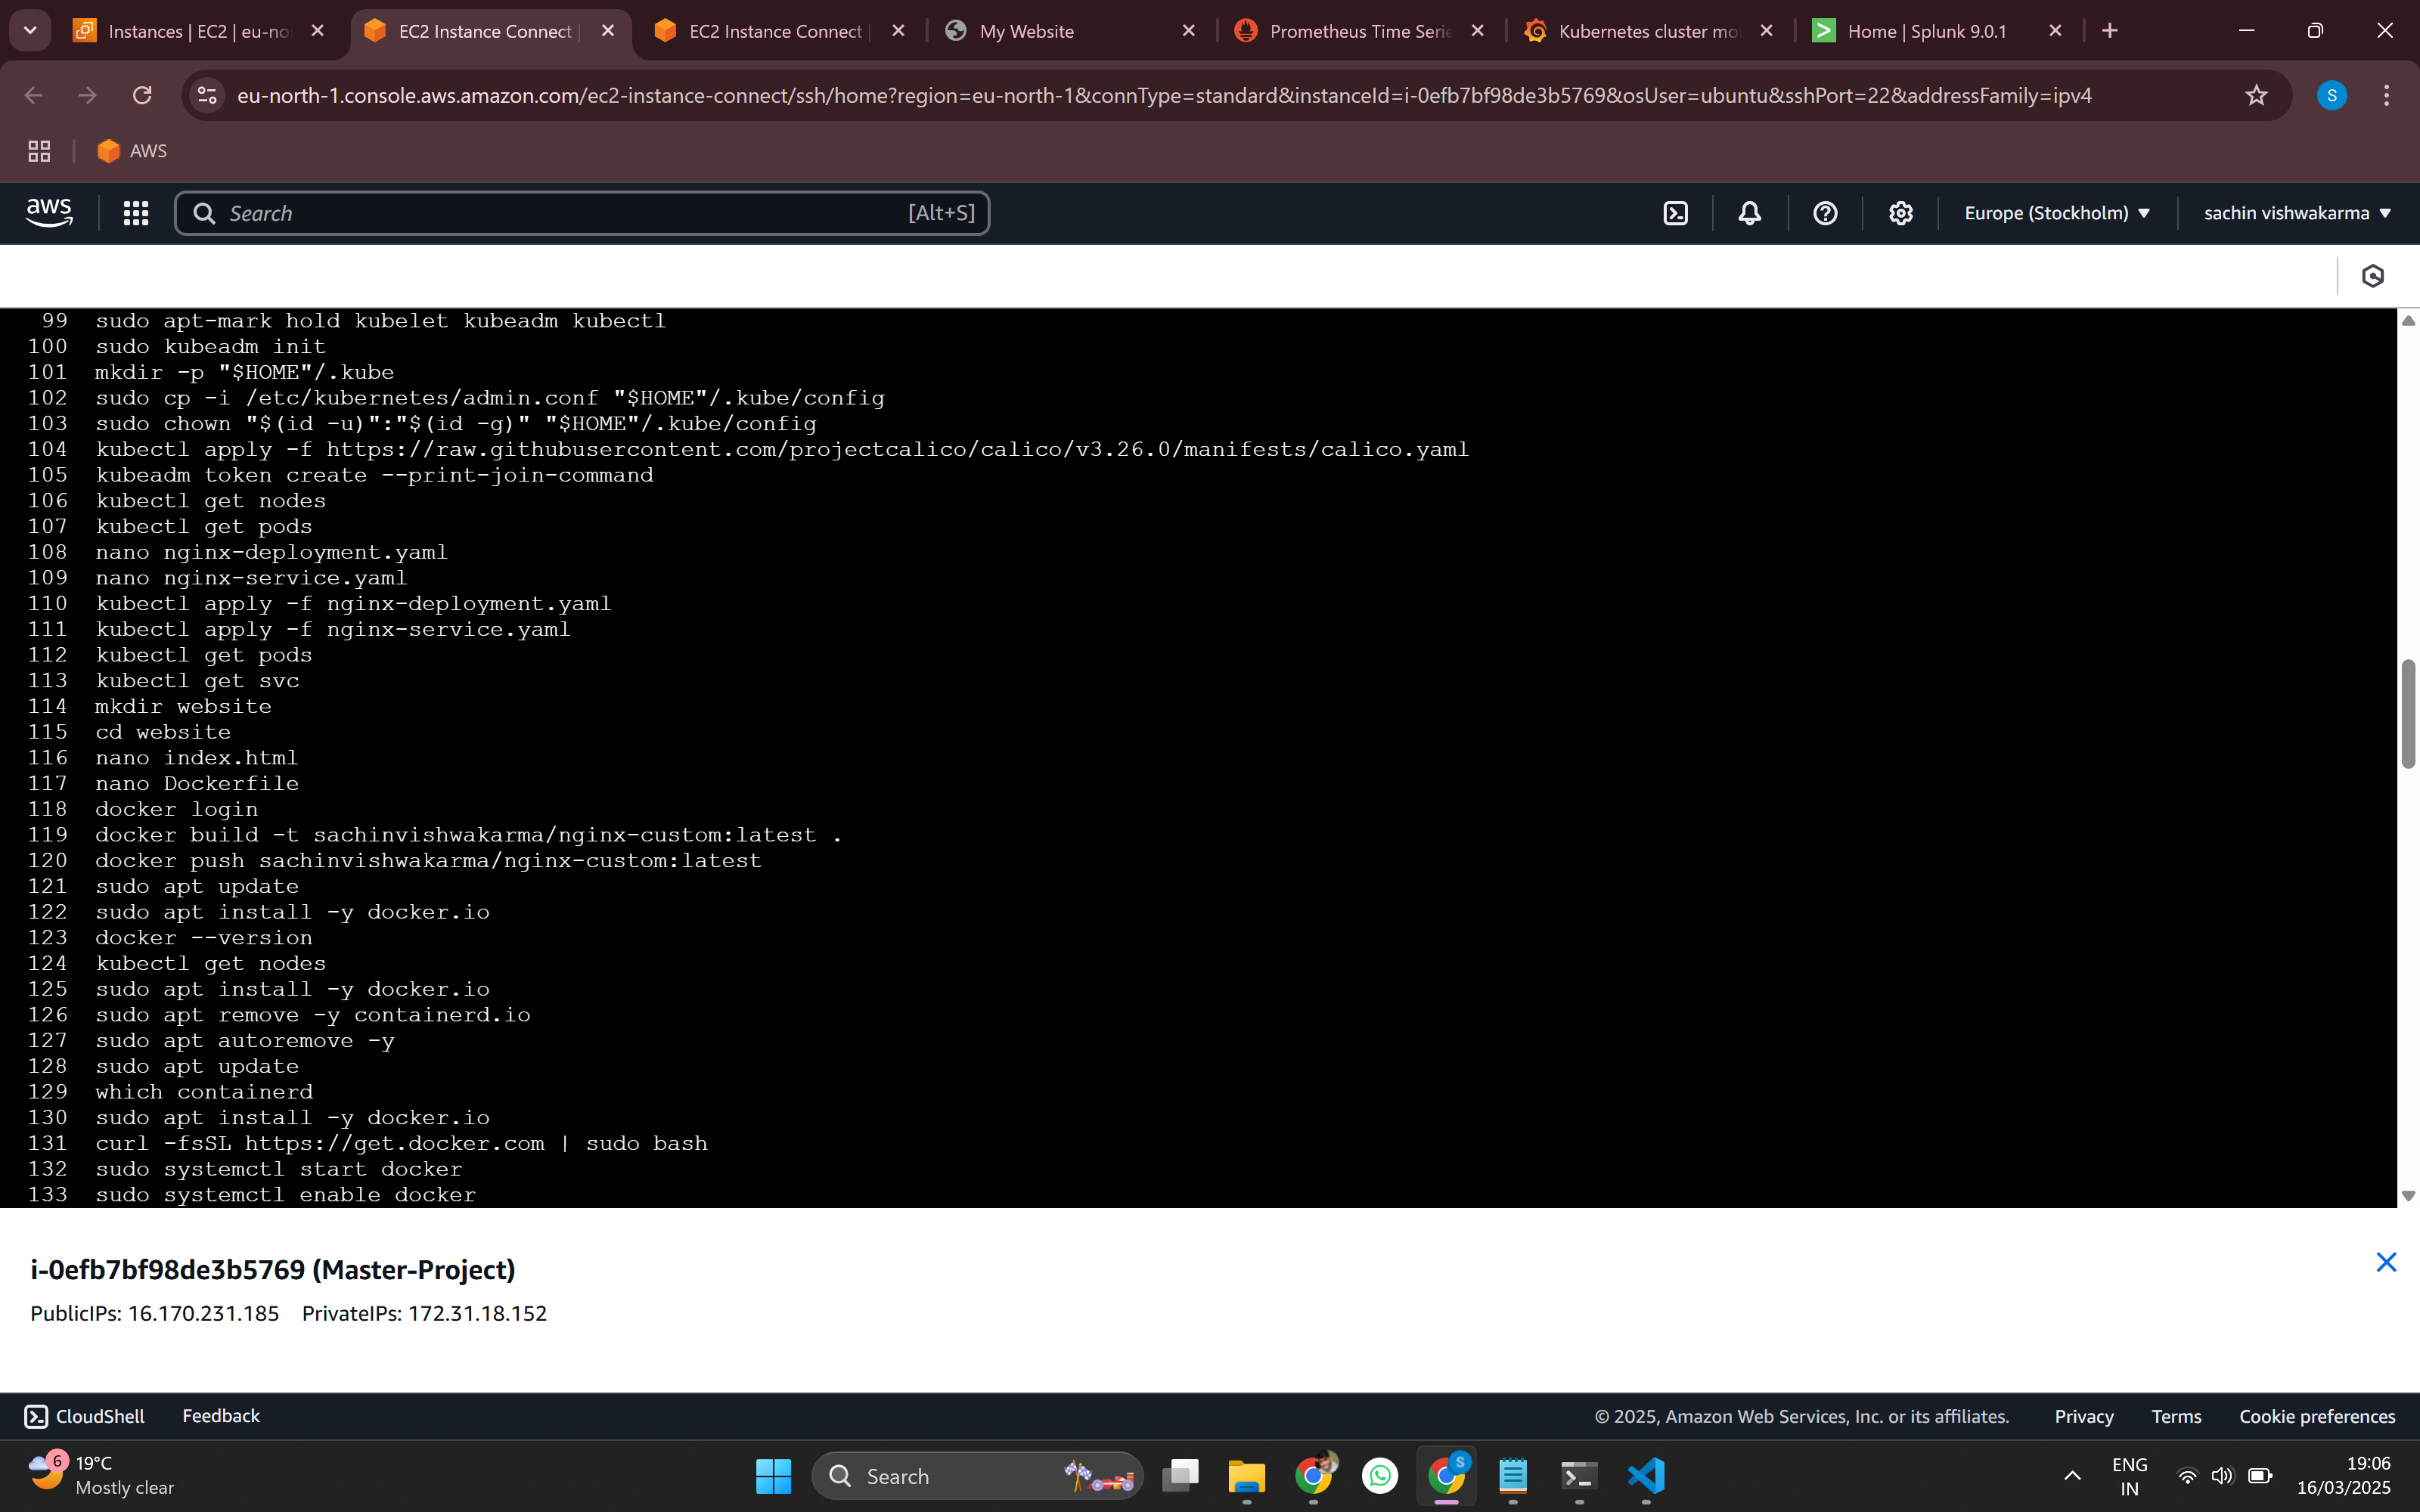 Instances | EC2 | eu-no
EC2 Instance Connect |
EC2 Instance Connect |
My Website
Prometheus Time Serie
Kubernetes cluster mo
Home | Splunk 9.0.1
eu-north-1.console.aws.amazon.com/ec2-instance-connect/ssh/home?region=eu-north-1&connType=standard&instanceId=i-0efb7bf98de3b5769&osUser=ubuntu&sshPort=22&addressFamily=ipv4
S
AWS
aws
Search
[Alt+S]
Europe (Stockholm)
sachin vishwakarma
99 sudo apt-mark hold kubelet kubeadm kubectl
100 sudo kubeadm init
101 mkdir -p "$HOME"/.kube
102 sudo cp -i /etc/kubernetes/admin.conf "$HOME"/.kube/config
103 sudo chown "$(id -u)":"$(id -g)" "$HOME"/.kube/config
104 kubectl apply -f https://raw.githubusercontent.com/projectcalico/calico/v3.26.0/manifests/calico.yaml
105 kubeadm token create --print-join-command
106 kubectl get nodes
107 kubectl get pods
108 nano nginx-deployment.yaml
109 nano nginx-service.yaml
110 kubectl apply -f nginx-deployment.yaml
111 kubectl apply -f nginx-service.yaml
112 kubectl get pods
113 kubectl get svc
114 mkdir website
115 cd website
116 nano index.html
117 nano Dockerfile
118 docker login
119 docker build -t sachinvishwakarma/nginx-custom:latest .
120 docker push sachinvishwakarma/nginx-custom:latest
121 sudo apt update
122 sudo apt install -y docker.io
123 docker --version
124 kubectl get nodes
125 sudo apt install -y docker.io
126 sudo apt remove -y containerd.io
127 sudo apt autoremove -y
128 sudo apt update
129 which containerd
130 sudo apt install -y docker.io
131 curl -fsSL https://get.docker.com | sudo bash
132 sudo systemctl start docker
133 sudo systemctl enable docker
i-0efb7bf98de3b5769 (Master-Project)
PublicIPs: 16.170.231.185 PrivateIPs: 172.31.18.152
CloudShell
Feedback
© 2025, Amazon Web Services, Inc. or its affiliates.
Privacy
Terms
Cookie preferences
6
19°C
Mostly clear
Search
S
ENG
IN
19:06
16/03/2025